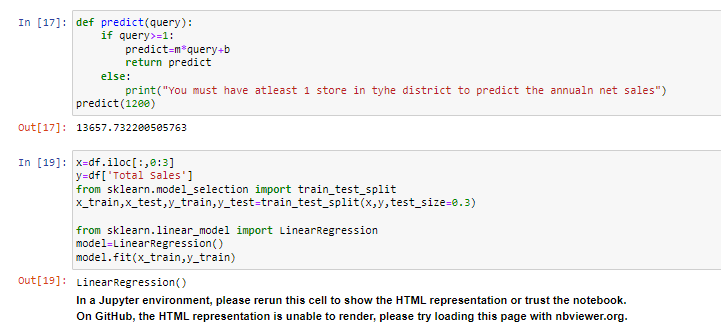 In [17]: def predict(query):
if query>=1:
predict=m*query+b
return predict
else:
print("You must have atleast 1 store in tyhe district to predict the annualn net sales")
predict(1200)
Out[17]: 13657.732200505763
In [19]: x=df.iloc[:,0:3]
y=df['Total Sales']
from sklearn.model_selection import train_test_split
x_train,x_test,y_train,y_test=train_test_split(x,y,test_size=0.3)
from sklearn.linear_model import LinearRegression
model=LinearRegression()
model.fit(x_train,y_train)
Out[19]: LinearRegression()
In a Jupyter environment, please rerun this cell to show the HTML representation or trust the notebook.
On GitHub, the HTML representation is unable to render, please try loading this page with nbviewer.org.